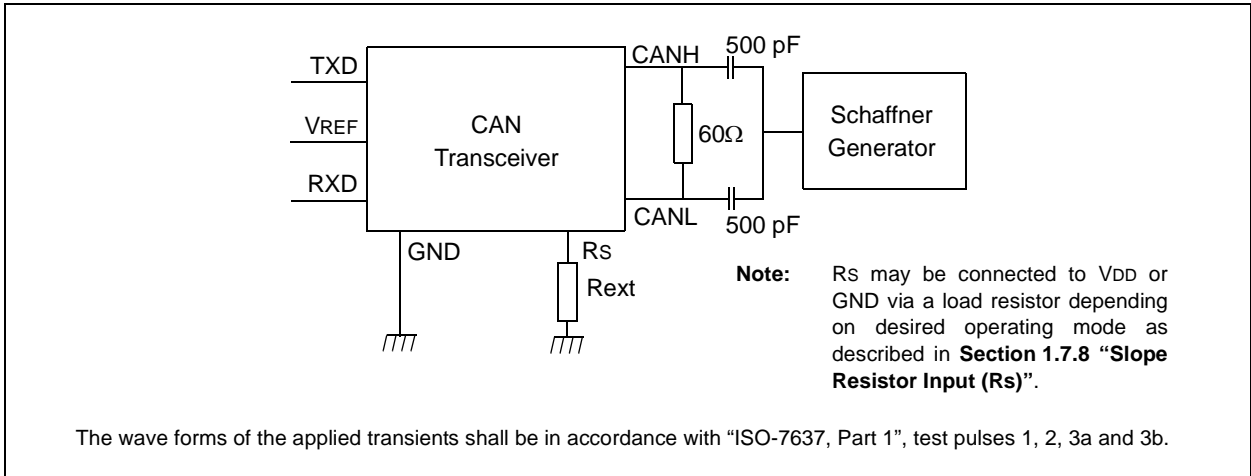 TXD
VREF
RXD
CAN
Transceiver
CANH
CANL
500 pF
60Ω
500 pF
Schaffner
Generator
GND
RS
Rext
Note: RS may be connected to VDD or
GND via a load resistor depending
on desired operating mode as
described in Section 1.7.8 “Slope
Resistor Input (Rs)”.
The wave forms of the applied transients shall be in accordance with “ISO-7637, Part 1”, test pulses 1, 2, 3a and 3b.